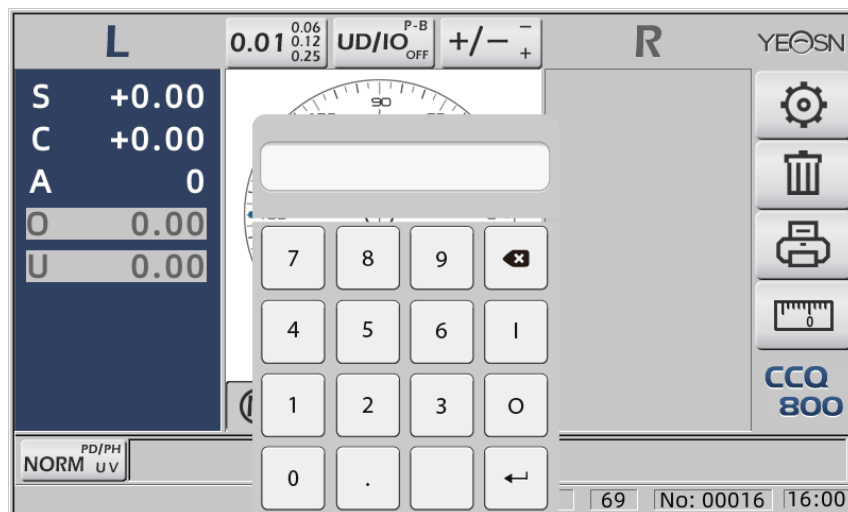 L
0.01 0.06 0.12 0.25
UD/IO P-B OFF
+/− − +
R
YEOSN
S +0.00
C +0.00
A 0
O 0.00
U 0.00
90
7 8 9
4 5 6 I
1 2 3 O
0 .
CCQ
800
NORM PD/PH UV
69 No: 00016 16:00